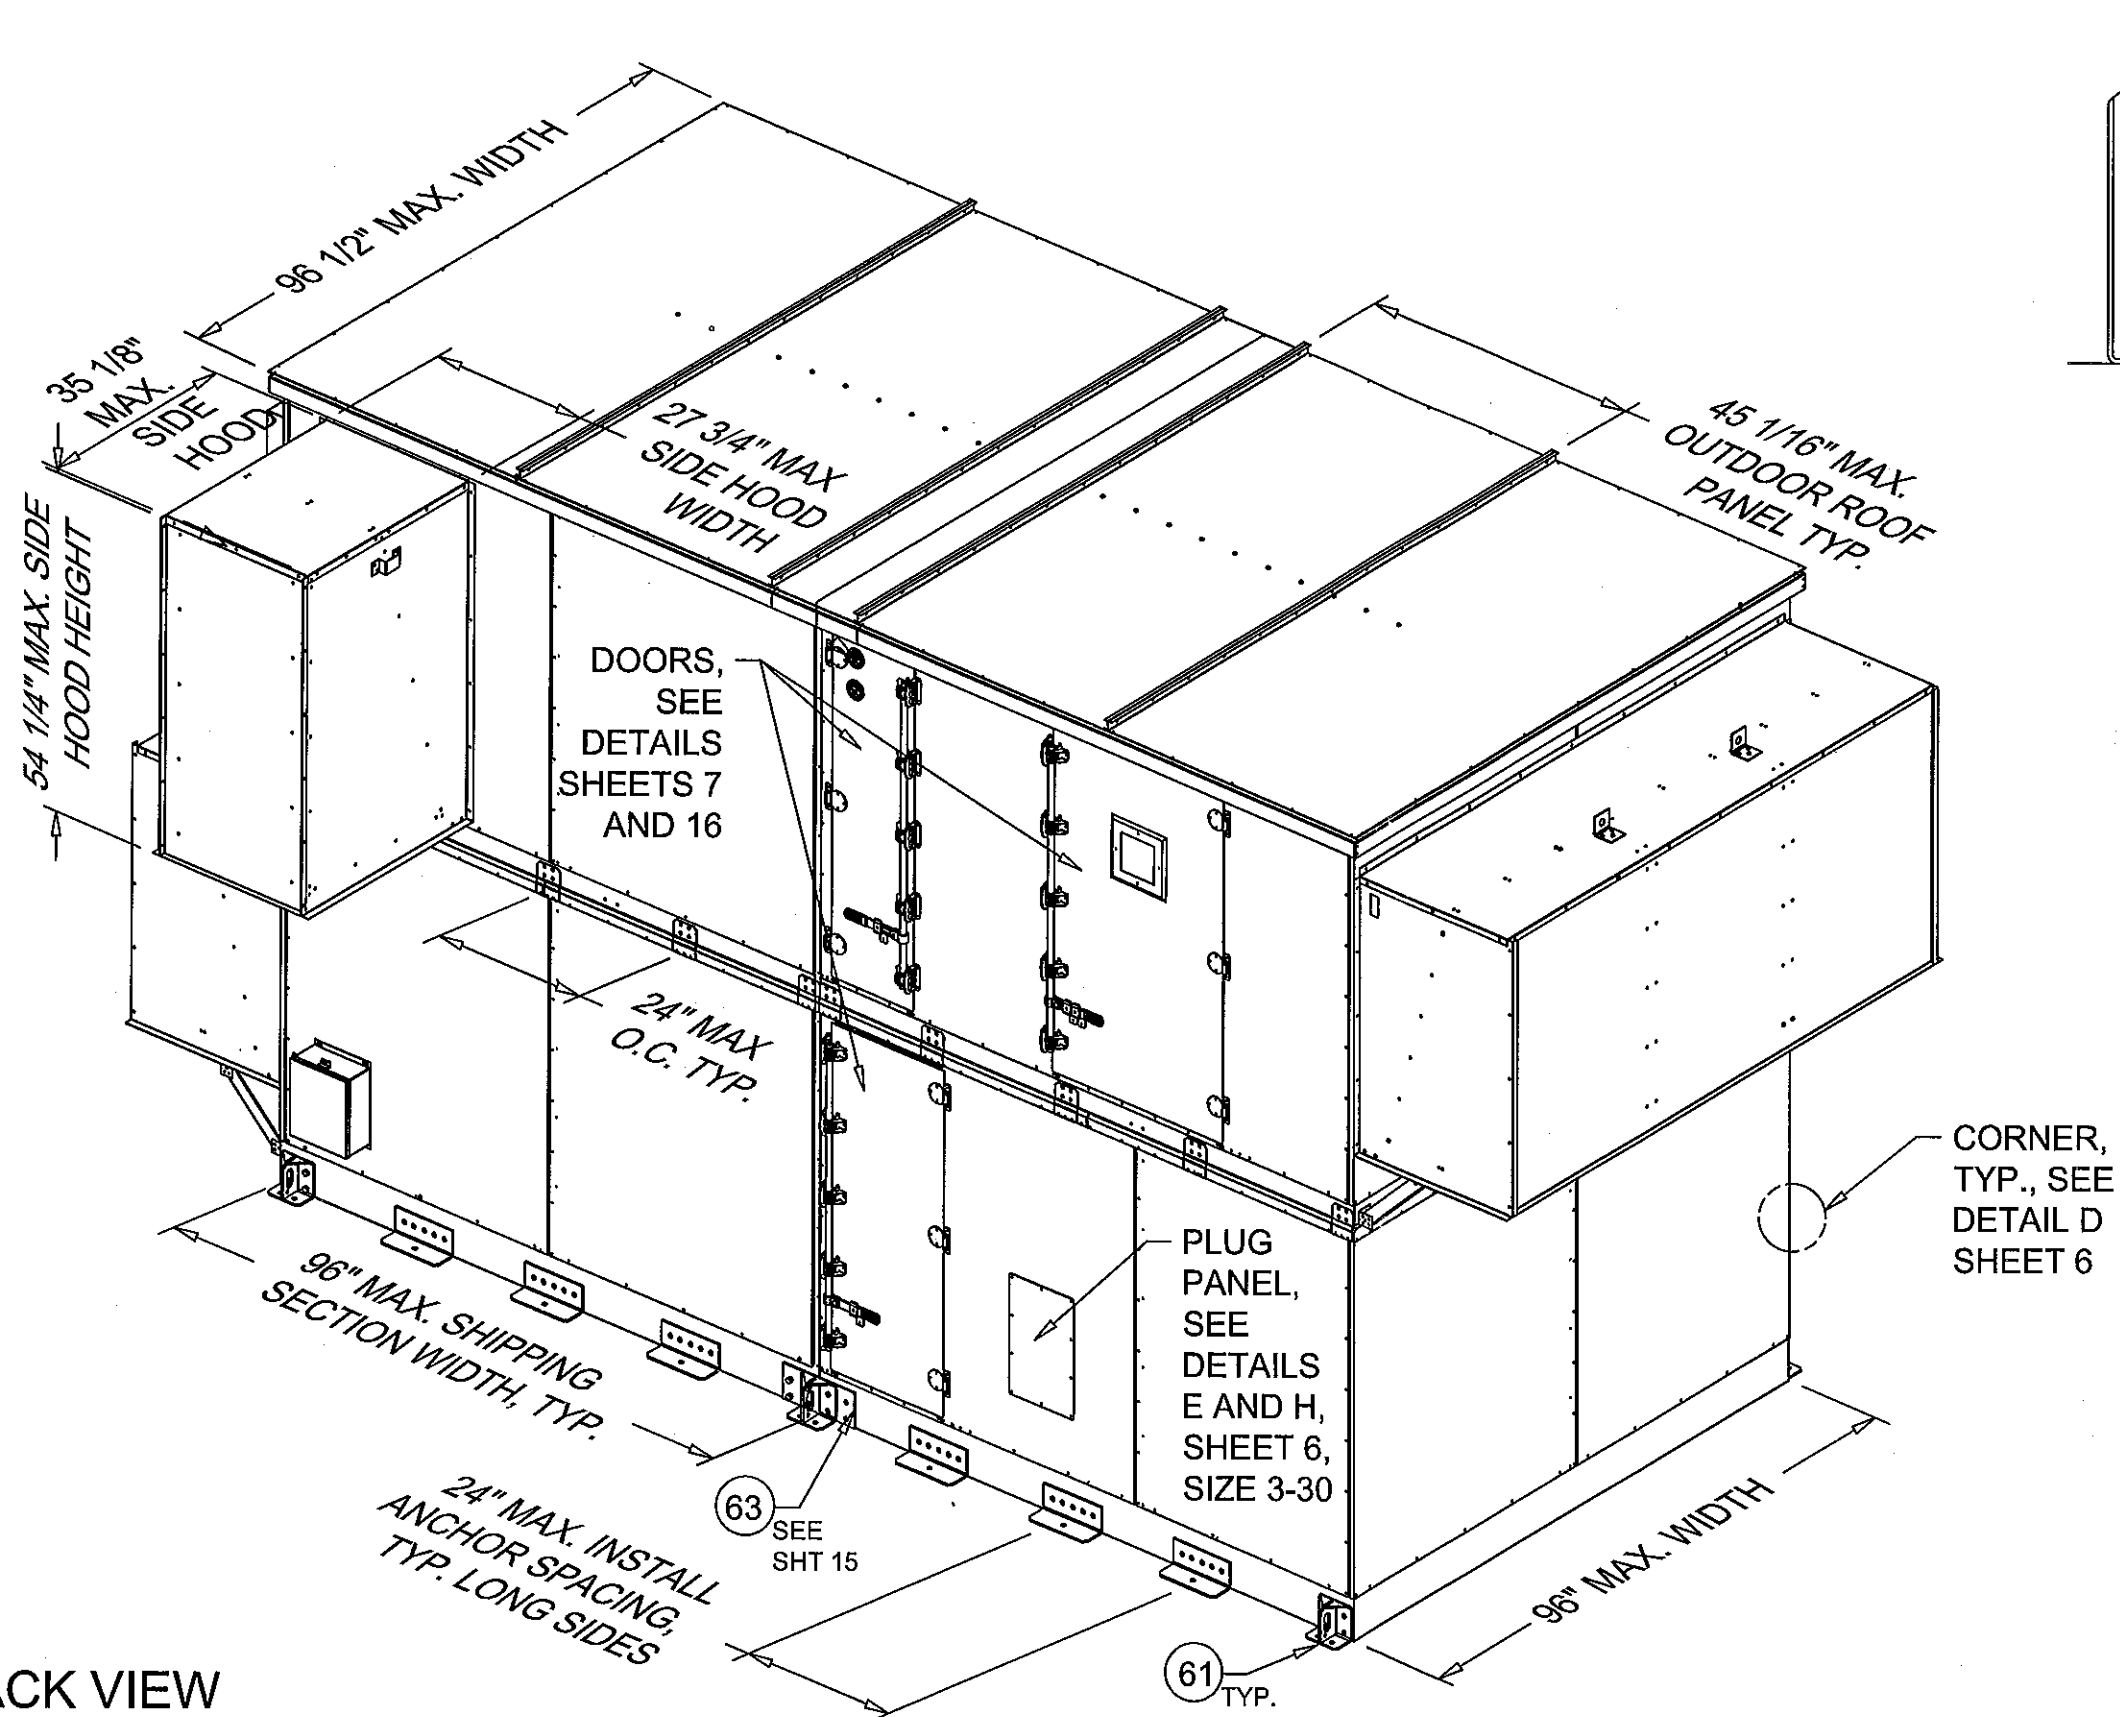 96 1/2" MAX. WIDTH
35 1/8"
MAX.
SIDE
HOOD
27 3/4" MAX
SIDE HOOD
WIDTH
45 1/16" MAX.
OUTDOOR ROOF
PANEL TYP.
54 1/4" MAX. SIDE
HOOD HEIGHT
DOORS,
SEE
DETAILS
SHEETS 7
AND 16
24" MAX
O.C. TYP.
CORNER,
TYP., SEE
DETAIL D
SHEET 6
PLUG
PANEL,
SEE
DETAILS
E AND H,
SHEET 6,
SIZE 3-30
96" MAX. SHIPPING
SECTION WIDTH, TYP.
63
SEE
SHT 15
24" MAX. INSTALL
ANCHOR SPACING,
TYP. LONG SIDES
96" MAX. WIDTH
61
TYP.
ACK VIEW